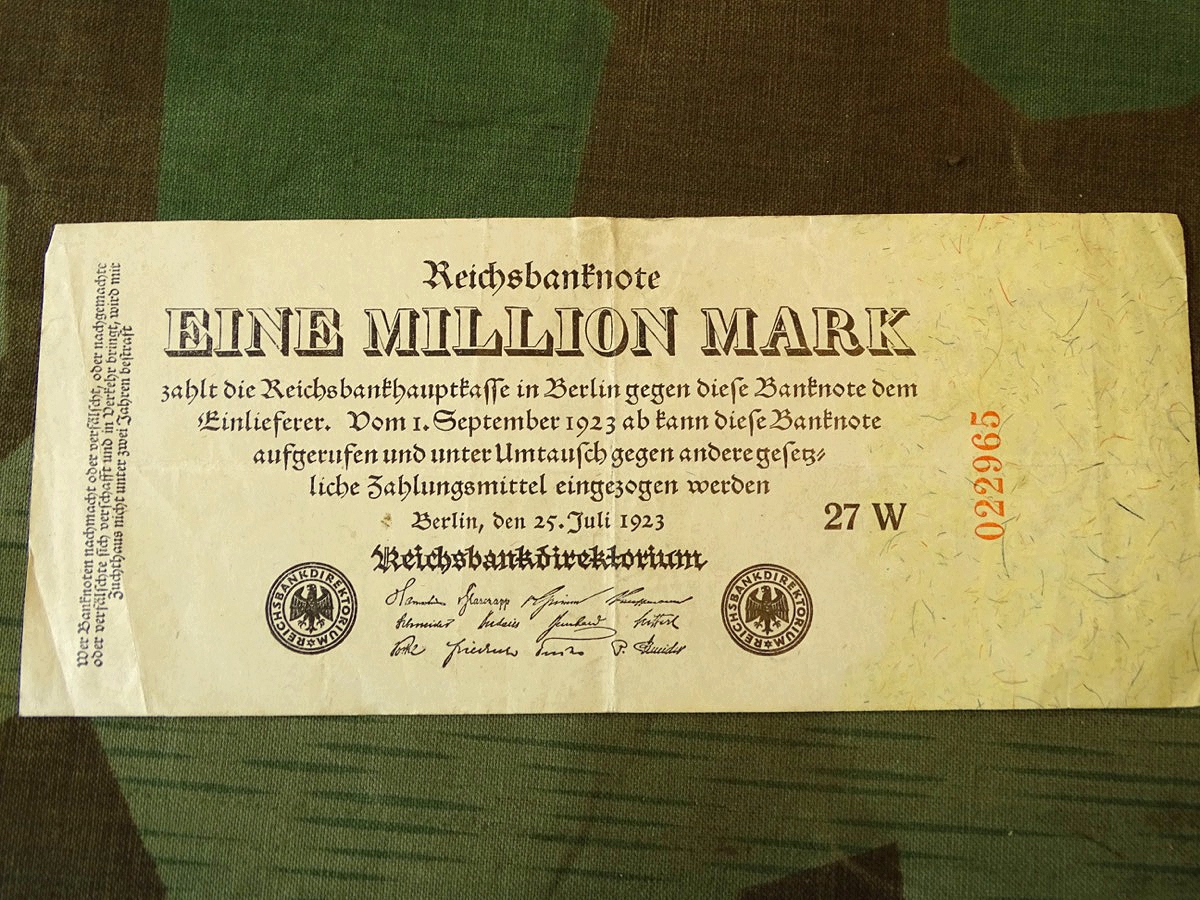 Reichsbanknote
EINE MILLION MARK
zahlt die Reichsbankhauptkasse in Berlin gegen diese Banknote dem
Einlieferer. Vom 1. September 1923 ab kann diese Banknote
aufgerufen und unter Umtausch gegen andere gesetz-
liche Zahlungsmittel eingezogen werden
Berlin, den 25. Juli 1923
Reichsbankdirektorium
27 W
022965
REICHSBANKDIREKTORIUM
REICHSBANKDIREKTORIUM
Wer Banknoten nachmacht oder verfälscht, oder nachgemachte
oder verfälschte sich verschafft und in Verkehr bringt, wird mit
Zuchthaus nicht unter zwei Jahren bestraft